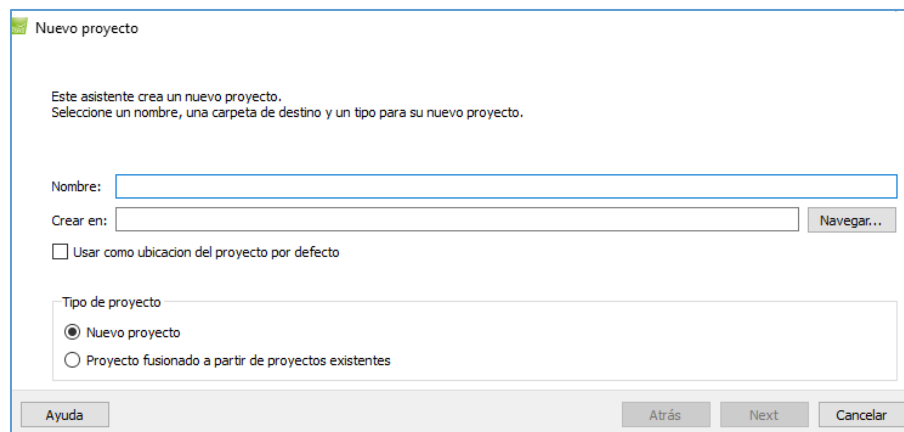 Nuevo proyecto
Este asistente crea un nuevo proyecto.
Seleccione un nombre, una carpeta de destino y un tipo para su nuevo proyecto.
Nombre:
Crear en: Navegar...
Usar como ubicacion del proyecto por defecto
Tipo de proyecto
Nuevo proyecto
Proyecto fusionado a partir de proyectos existentes
Ayuda Atrás Next Cancelar